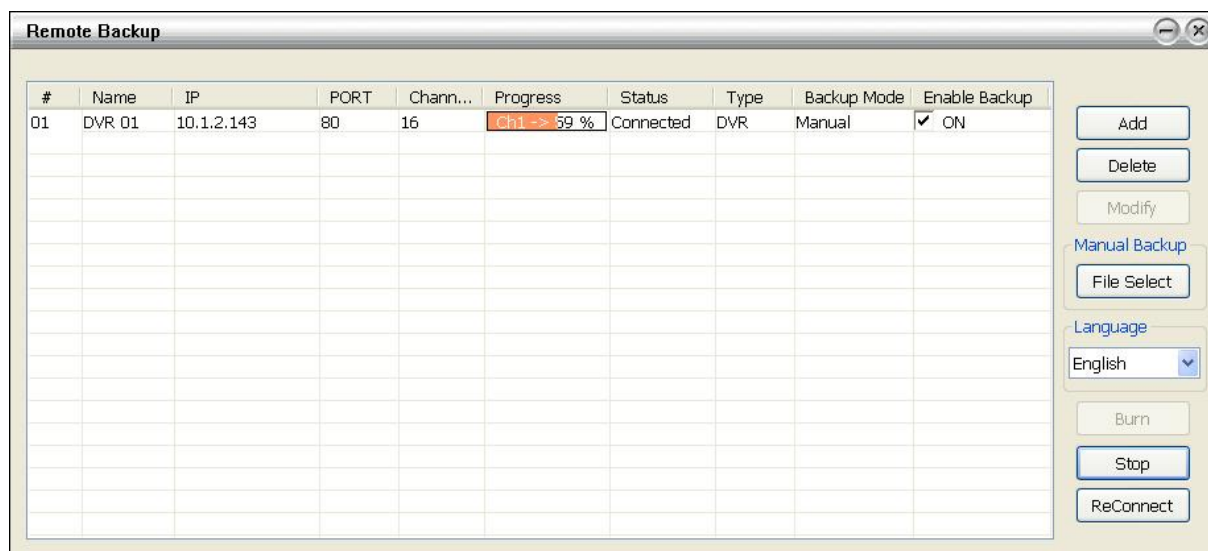 Remote Backup
# Name IP PORT Chann... Progress Status Type Backup Mode Enable Backup
01 DVR 01 10.1.2.143 80 16 Ch1 -> 59 % Connected DVR Manual ON
Add
Delete
Modify
Manual Backup
File Select
Language
English
Burn
Stop
ReConnect